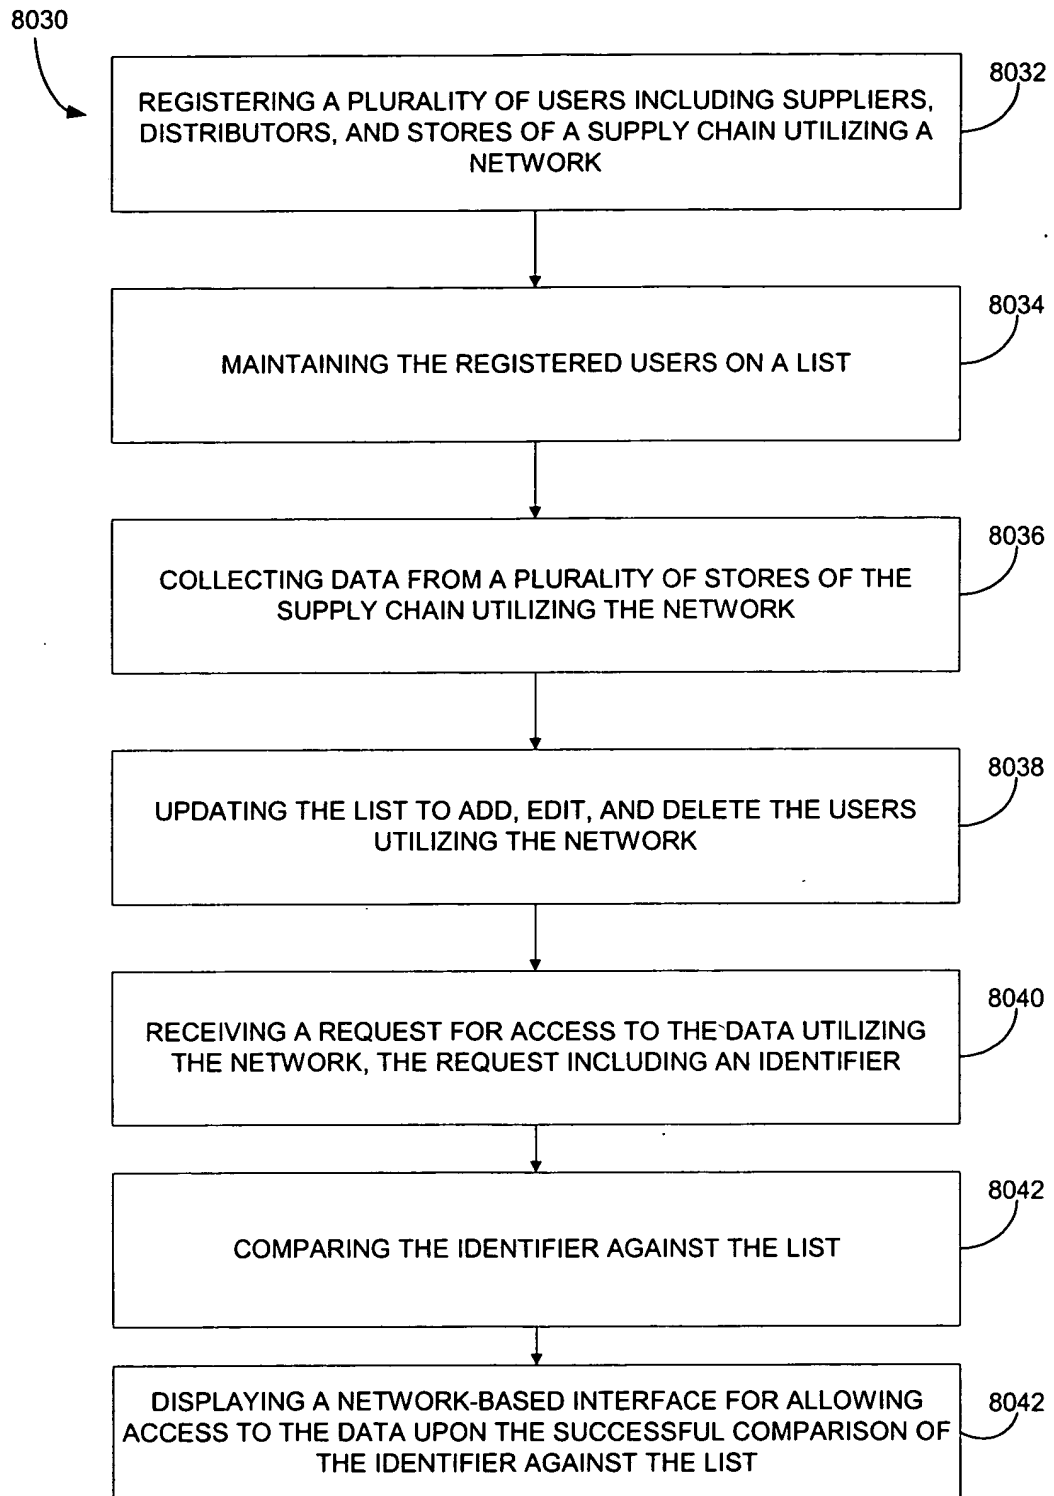 8030
8032
REGISTERING A PLURALITY OF USERS INCLUDING SUPPLIERS,
DISTRIBUTORS, AND STORES OF A SUPPLY CHAIN UTILIZING A
NETWORK
8034
MAINTAINING THE REGISTERED USERS ON A LIST
8036
COLLECTING DATA FROM A PLURALITY OF STORES OF THE
SUPPLY CHAIN UTILIZING THE NETWORK
8038
UPDATING THE LIST TO ADD, EDIT, AND DELETE THE USERS
UTILIZING THE NETWORK
8040
RECEIVING A REQUEST FOR ACCESS TO THE DATA UTILIZING
THE NETWORK, THE REQUEST INCLUDING AN IDENTIFIER
8042
COMPARING THE IDENTIFIER AGAINST THE LIST
8042
DISPLAYING A NETWORK-BASED INTERFACE FOR ALLOWING
ACCESS TO THE DATA UPON THE SUCCESSFUL COMPARISON OF
THE IDENTIFIER AGAINST THE LIST